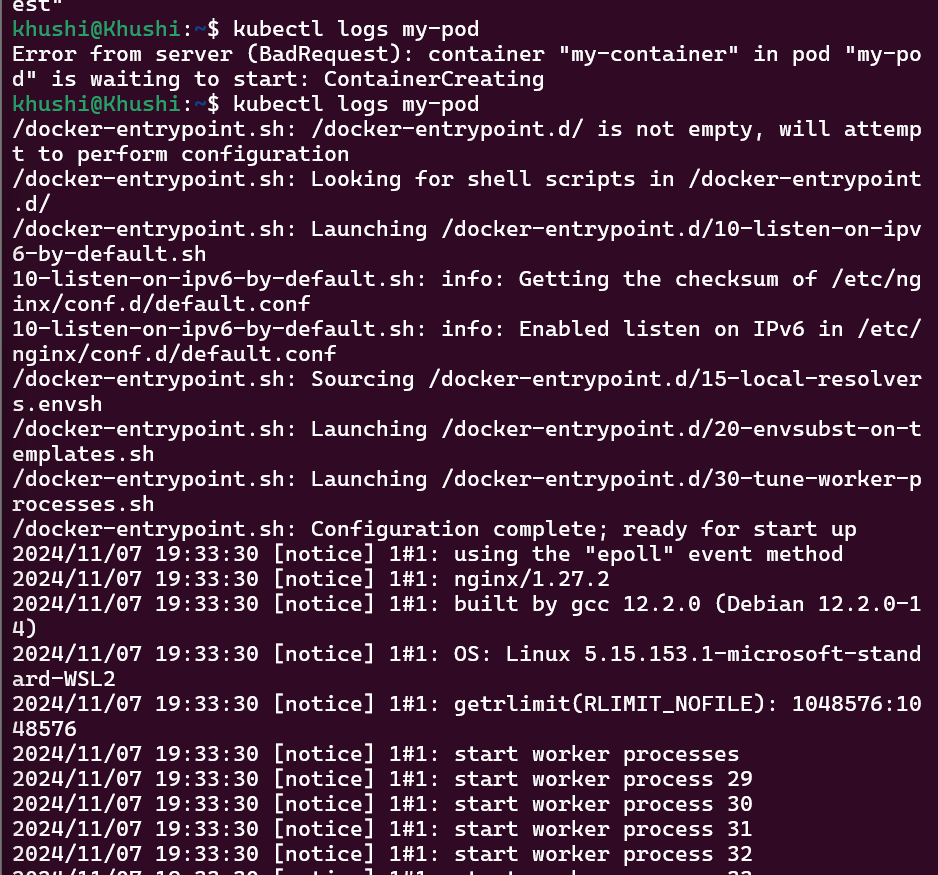 est"
khushi@Khushi:~$ kubectl logs my-pod
Error from server (BadRequest): container "my-container" in pod "my-po
d" is waiting to start: ContainerCreating
khushi@Khushi:~$ kubectl logs my-pod
/docker-entrypoint.sh: /docker-entrypoint.d/ is not empty, will attemp
t to perform configuration
/docker-entrypoint.sh: Looking for shell scripts in /docker-entrypoint
.d/
/docker-entrypoint.sh: Launching /docker-entrypoint.d/10-listen-on-ipv
6-by-default.sh
10-listen-on-ipv6-by-default.sh: info: Getting the checksum of /etc/ng
inx/conf.d/default.conf
10-listen-on-ipv6-by-default.sh: info: Enabled listen on IPv6 in /etc/
nginx/conf.d/default.conf
/docker-entrypoint.sh: Sourcing /docker-entrypoint.d/15-local-resolver
s.envsh
/docker-entrypoint.sh: Launching /docker-entrypoint.d/20-envsubst-on-t
emplates.sh
/docker-entrypoint.sh: Launching /docker-entrypoint.d/30-tune-worker-p
rocesses.sh
/docker-entrypoint.sh: Configuration complete; ready for start up
2024/11/07 19:33:30 [notice] 1#1: using the "epoll" event method
2024/11/07 19:33:30 [notice] 1#1: nginx/1.27.2
2024/11/07 19:33:30 [notice] 1#1: built by gcc 12.2.0 (Debian 12.2.0-1
4)
2024/11/07 19:33:30 [notice] 1#1: OS: Linux 5.15.153.1-microsoft-stand
ard-WSL2
2024/11/07 19:33:30 [notice] 1#1: getrlimit(RLIMIT_NOFILE): 1048576:10
48576
2024/11/07 19:33:30 [notice] 1#1: start worker processes
2024/11/07 19:33:30 [notice] 1#1: start worker process 29
2024/11/07 19:33:30 [notice] 1#1: start worker process 30
2024/11/07 19:33:30 [notice] 1#1: start worker process 31
2024/11/07 19:33:30 [notice] 1#1: start worker process 32